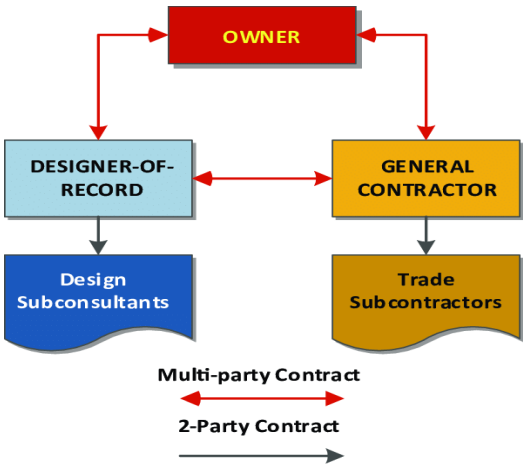 OWNER
DESIGNER-OF-
RECORD
GENERAL
CONTRACTOR
Design
Subconsultants
Trade
Subcontractors
Multi-party Contract
2-Party Contract